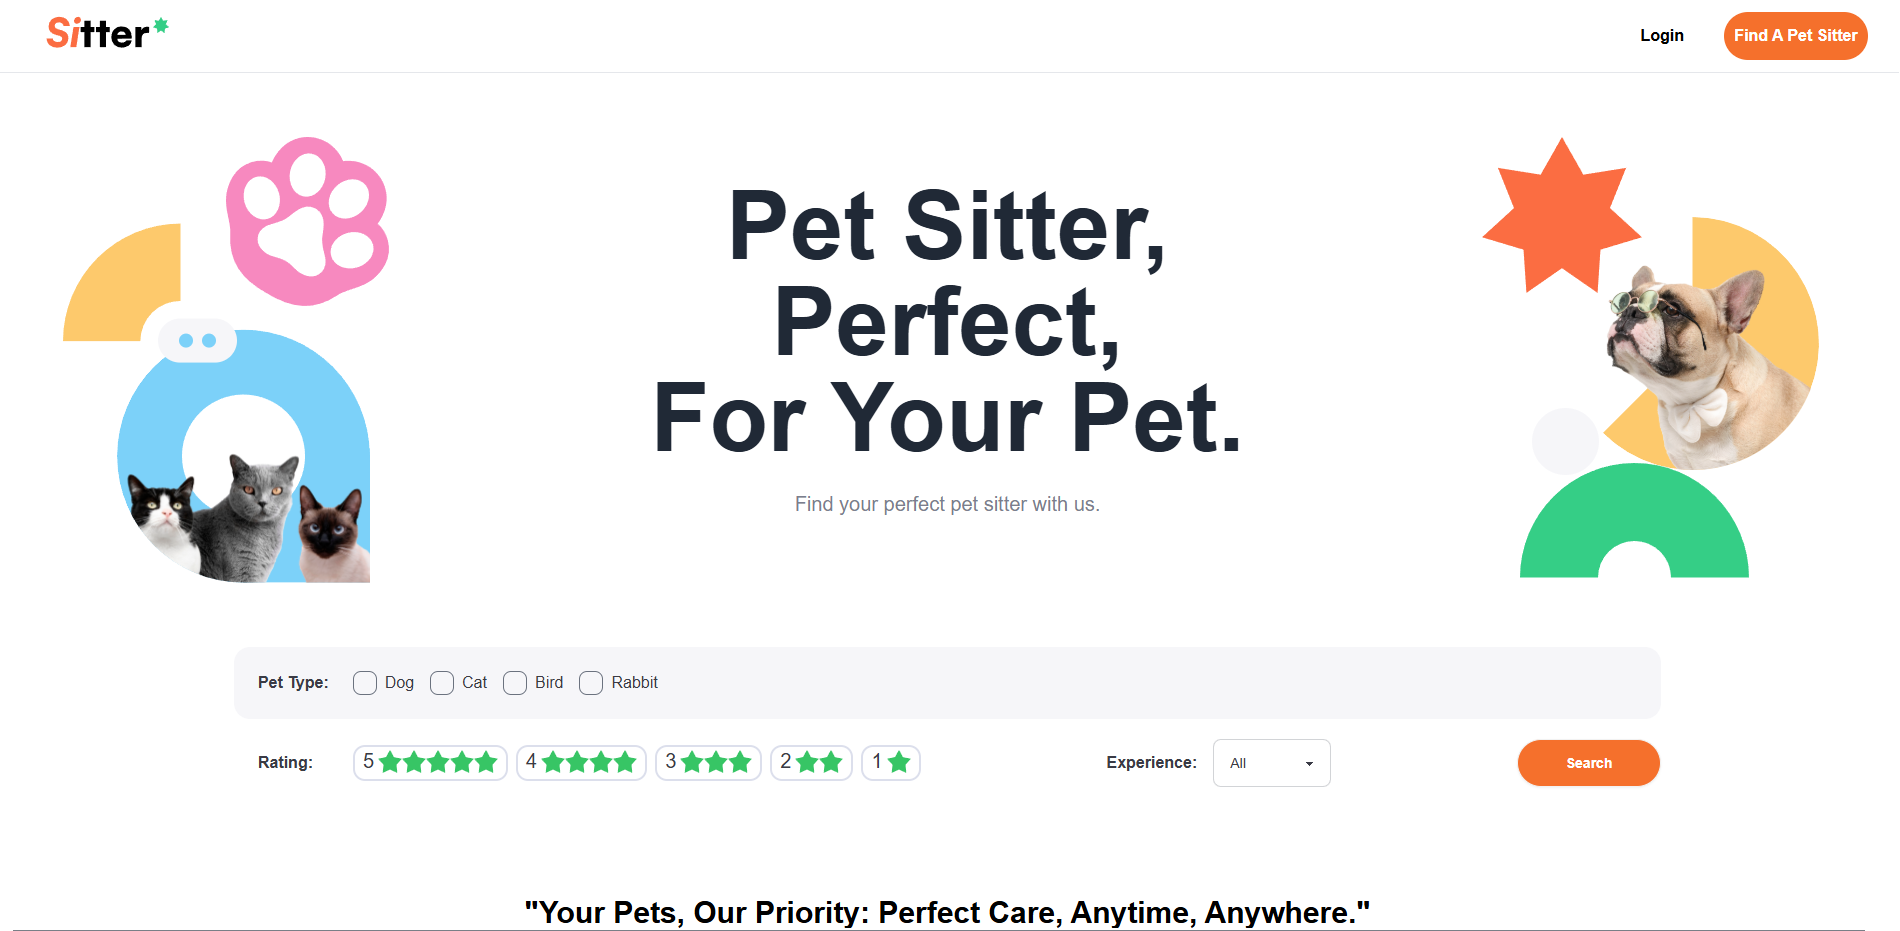 Sitter
Login
Find A Pet Sitter
Pet Sitter,
Perfect,
For Your Pet.
Find your perfect pet sitter with us.
Pet Type: Dog Cat Bird Rabbit
Rating: 5 4 3 2 1 Experience: All Search
"Your Pets, Our Priority: Perfect Care, Anytime, Anywhere."